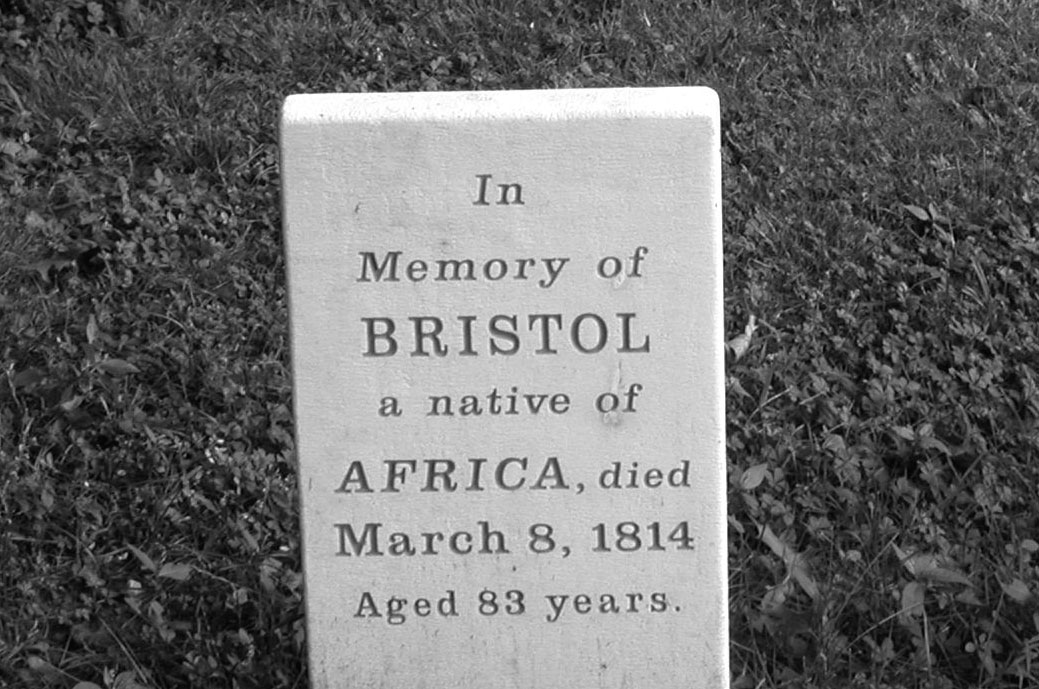 In
Memory of
BRISTOL
a native of
AFRICA, died
March 8, 1814
Aged 83 years.